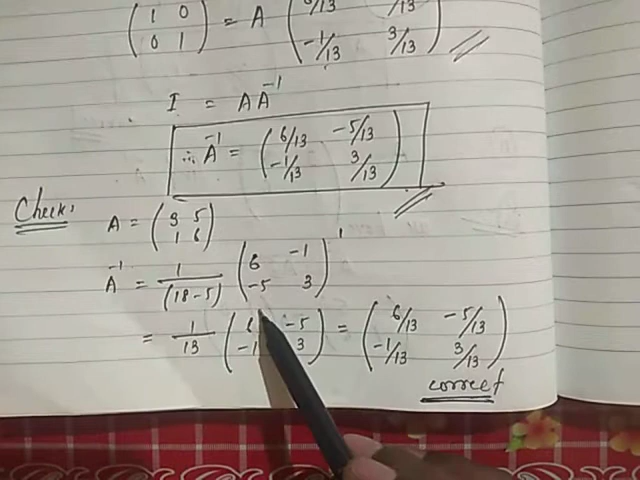 (1 0 0 1) = A ( /13 /13 -1/13 3/13)
I = A A⁻¹
∴ A⁻¹ = (6/13 -5/13 -1/13 3/13)
Check:
A = (3 5 1 6)
A⁻¹ = 1/(18-5) (6 -1 -5 3)'
= 1/13 (6 -5 -1 3) = (6/13 -5/13 -1/13 3/13)
correct